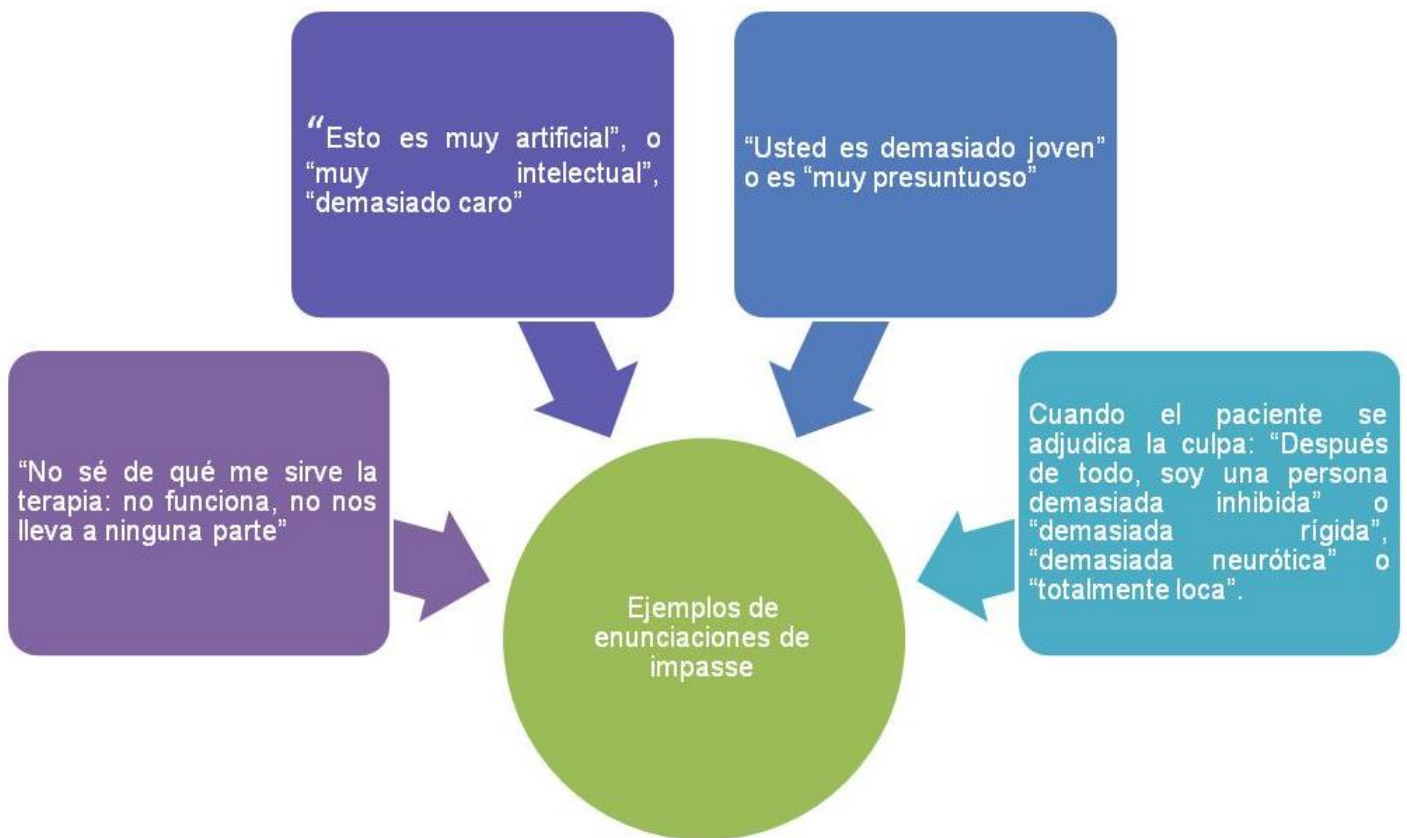 “Esto es muy artificial”, o
“muy intelectual”,
“demasiado caro”
“Usted es demasiado joven”
o es “muy presuntuoso”
“No sé de qué me sirve la
terapia: no funciona, no nos
lleva a ninguna parte”
Cuando el paciente se
adjudica la culpa: “Después
de todo, soy una persona
demasiada inhibida” o
“demasiada rígida”,
“demasiada neurótica” o
“totalmente loca”.
Ejemplos de
enunciaciones de
impasse